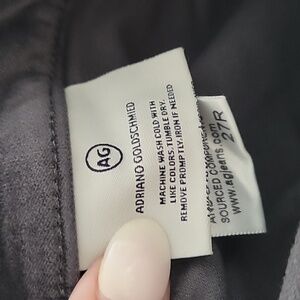 AG
ADRIANO GOLDSCHMIED
MACHINE WASH COLD WITH
LIKE COLORS. TUMBLE DRY.
REMOVE PROMPTLY. IRON IF NEEDED
SOURCED COMPONENTS
www.agjeans.com
27R